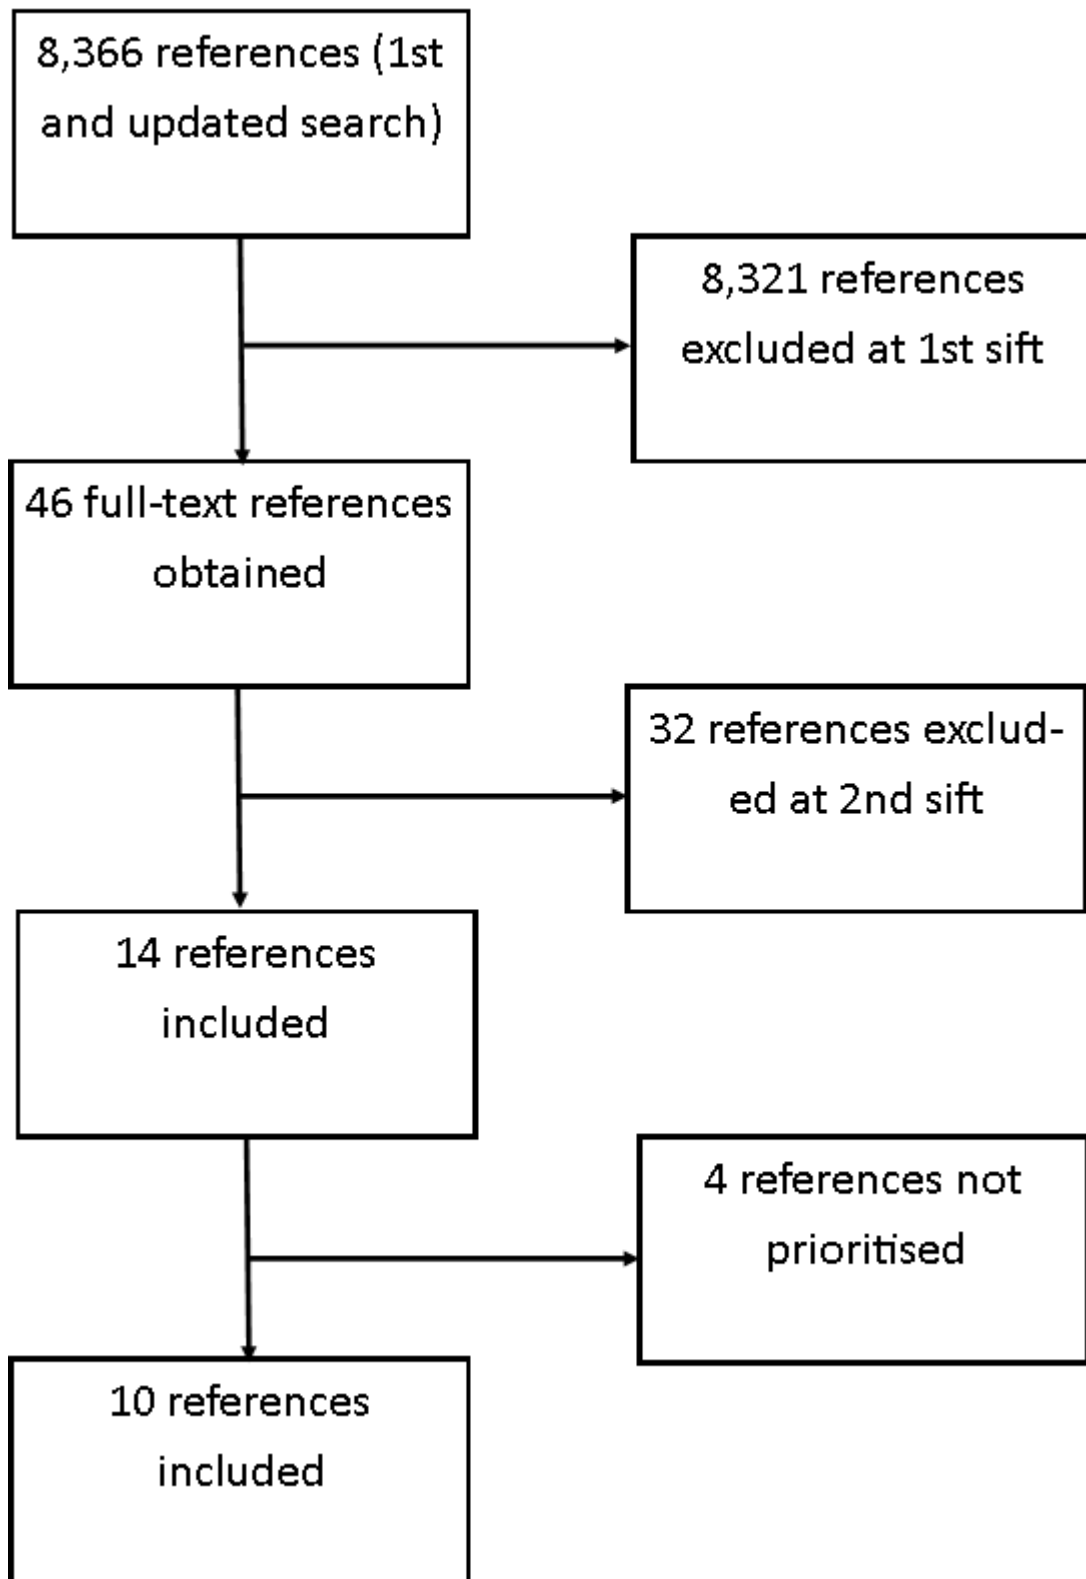 8,366 references (1st
and updated search)
8,321 references
excluded at 1st sift
46 full-text references
obtained
32 references exclud-
ed at 2nd sift
14 references
included
4 references not
prioritised
10 references
included